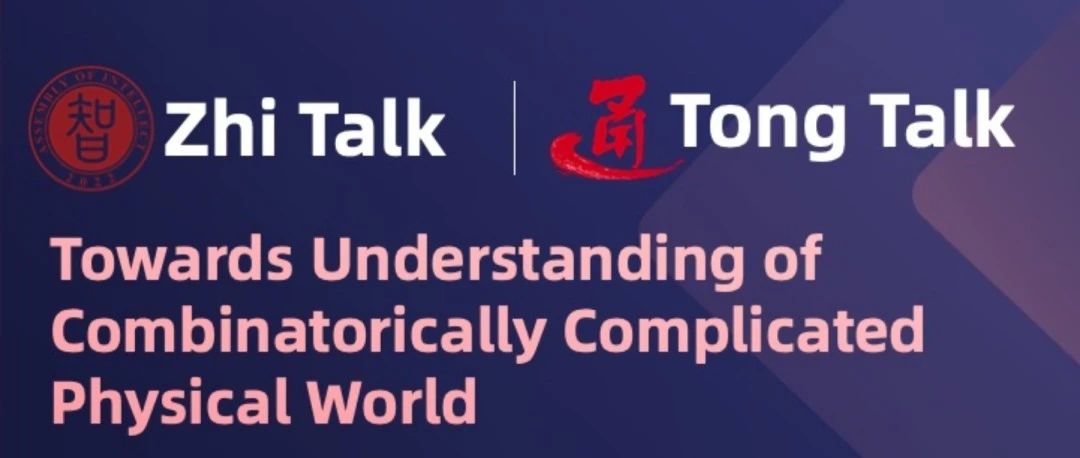 ASSEMBLY OF INTELLECT
智
2022
Zhi Talk
通 Tong Talk
Towards Understanding of
Combinatorically Complicated
Physical World